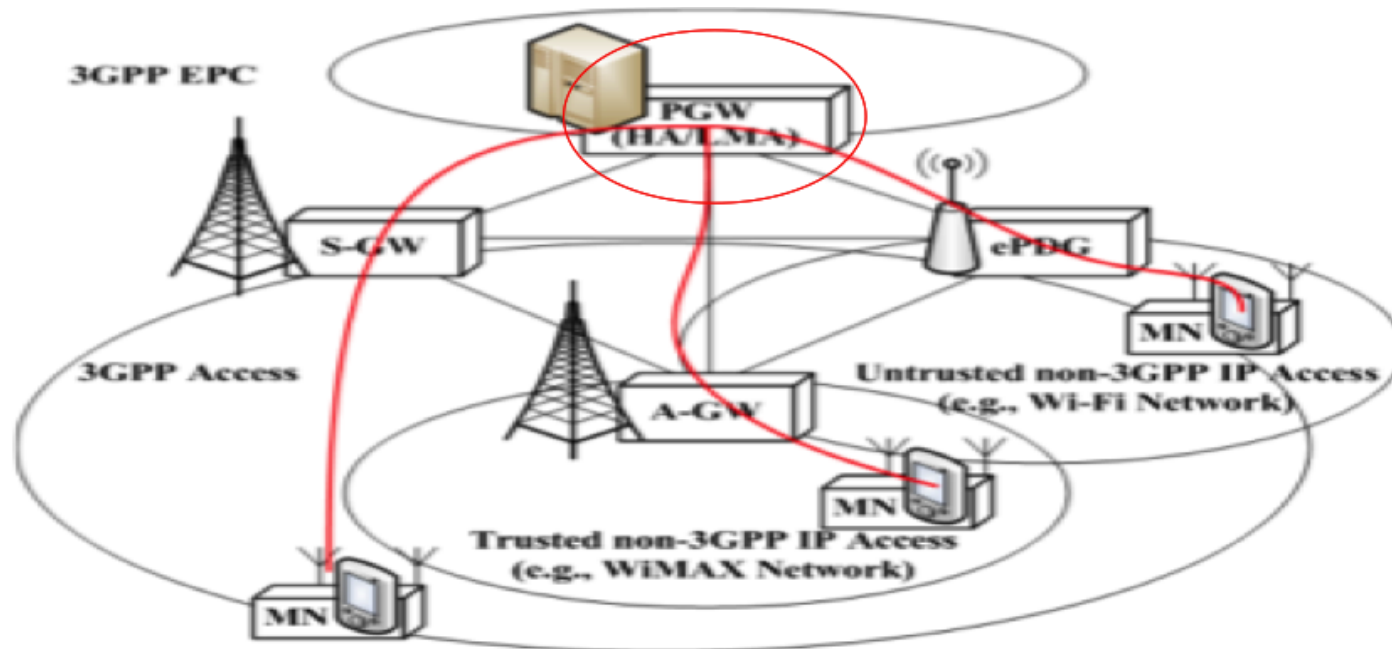 3GPP EPC
PGW
(HA/LMA)
S-GW
ePDG
MN
3GPP Access
Untrusted non-3GPP IP Access
(e.g., Wi-Fi Network)
A-GW
MN
Trusted non-3GPP IP Access
(e.g., WiMAX Network)
MN